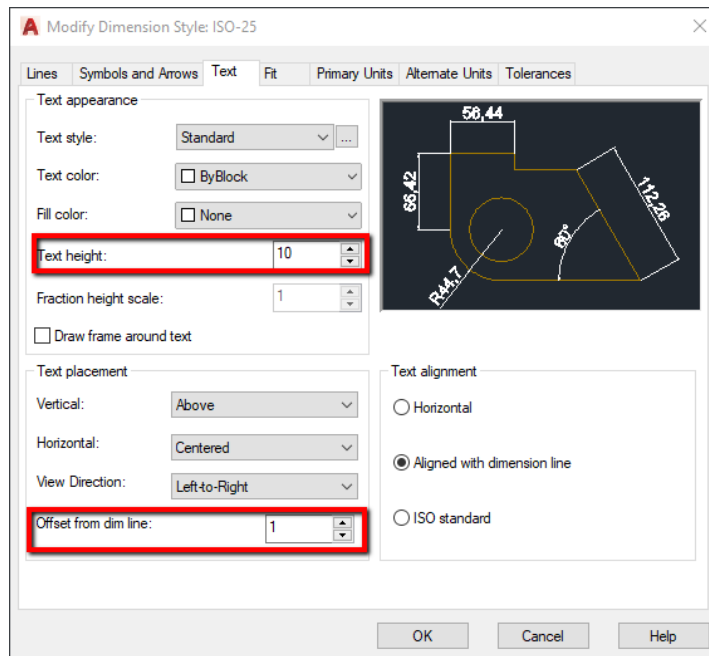 A Modify Dimension Style: ISO-25
Lines Symbols and Arrows Text Fit Primary Units Alternate Units Tolerances
Text appearance
Text style: Standard ...
Text color: ByBlock
Fill color: None
Text height: 10
Fraction height scale: 1
Draw frame around text
56,44
66,42
112,26
80°
R44,7
Text placement
Vertical: Above
Horizontal: Centered
View Direction: Left-to-Right
Offset from dim line: 1
Text alignment
Horizontal
Aligned with dimension line
ISO standard
OK Cancel Help